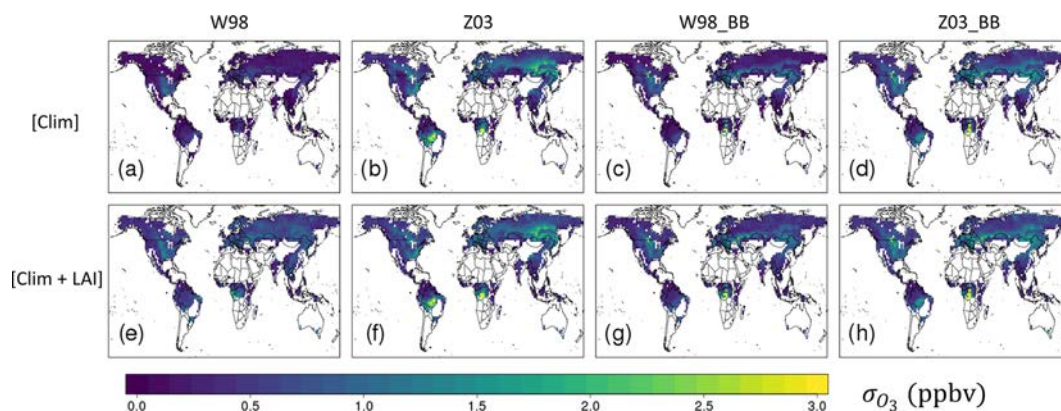 W98 Z03 W98_BB Z03_BB
[Clim]
(a) (b) (c) (d)
[Clim + LAI]
(e) (f) (g) (h)
0.0 0.5 1.0 1.5 2.0 2.5 3.0
σO₃ (ppbv)